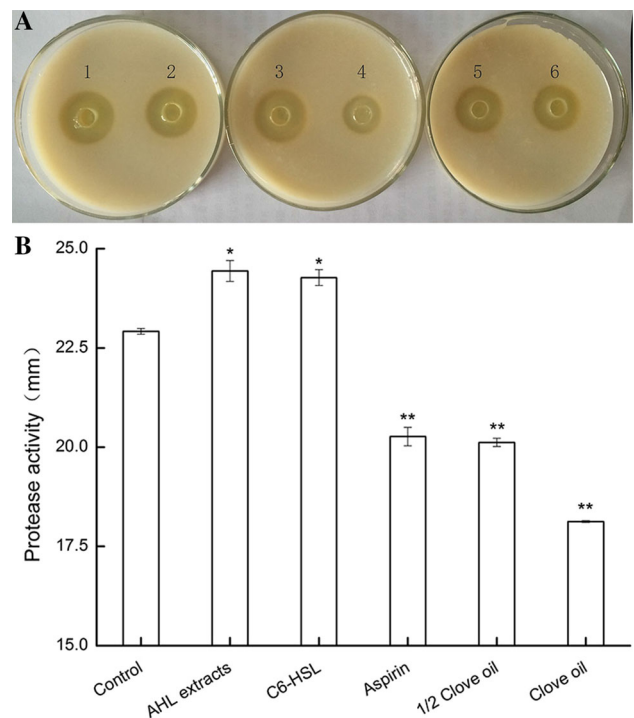 A
1 2 3 4 5 6
B
25.0
22.5
20.0
17.5
15.0
Protease activity（mm）
*
*
**
**
**
Control
AHL extracts
C6-HSL
Aspirin
1/2 Clove oil
Clove oil